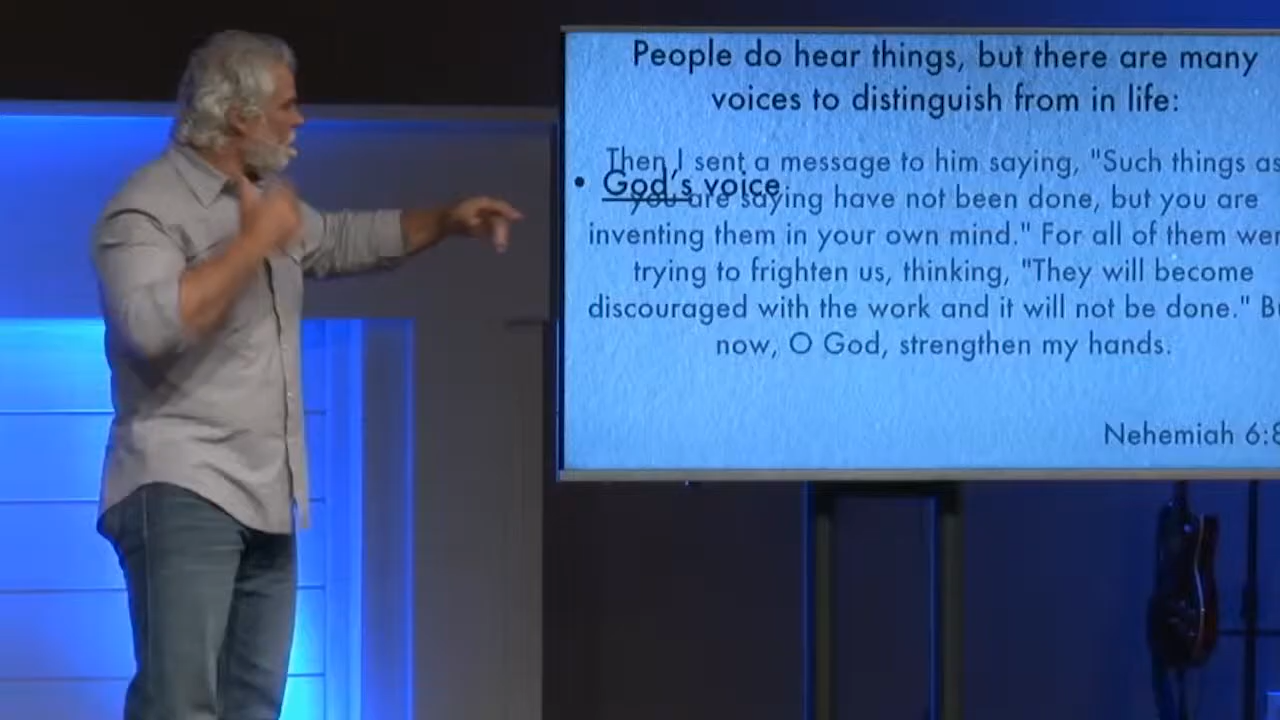 People do hear things, but there are many
voices to distinguish from in life:
Then I sent a message to him saying, "Such things as
• God's voice
you are saying have not been done, but you are
inventing them in your own mind." For all of them wer
trying to frighten us, thinking, "They will become
discouraged with the work and it will not be done." B
now, O God, strengthen my hands.
Nehemiah 6:8